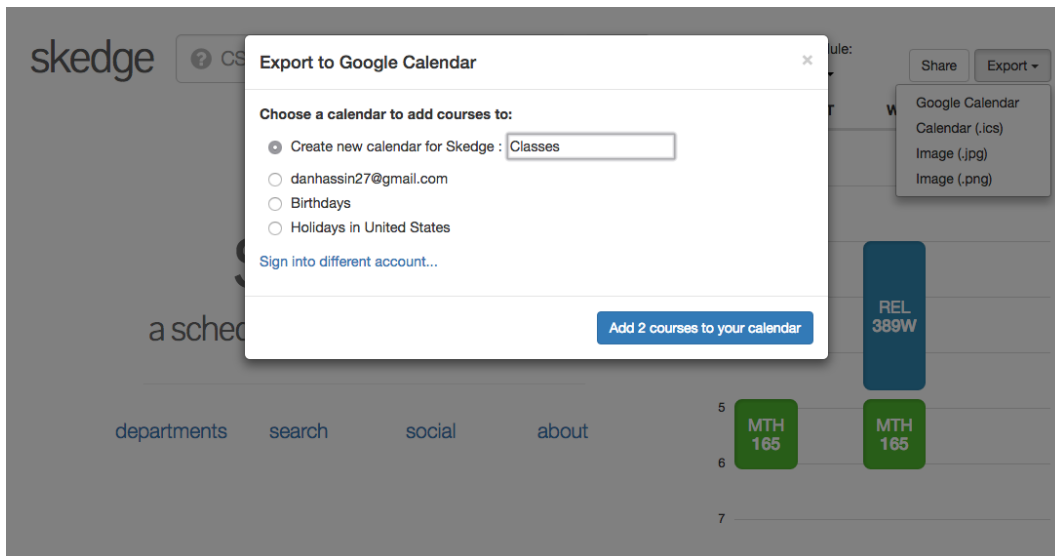 skedge
CS
Export to Google Calendar
×
Choose a calendar to add courses to:
Create new calendar for Skedge : Classes
danhassin27@gmail.com
Birthdays
Holidays in United States
Sign into different account...
Add 2 courses to your calendar
a sched
departments search social about
Share Export
Google Calendar
Calendar (.ics)
Image (.jpg)
Image (.png)
REL
389W
5
MTH
165
MTH
165
6
7